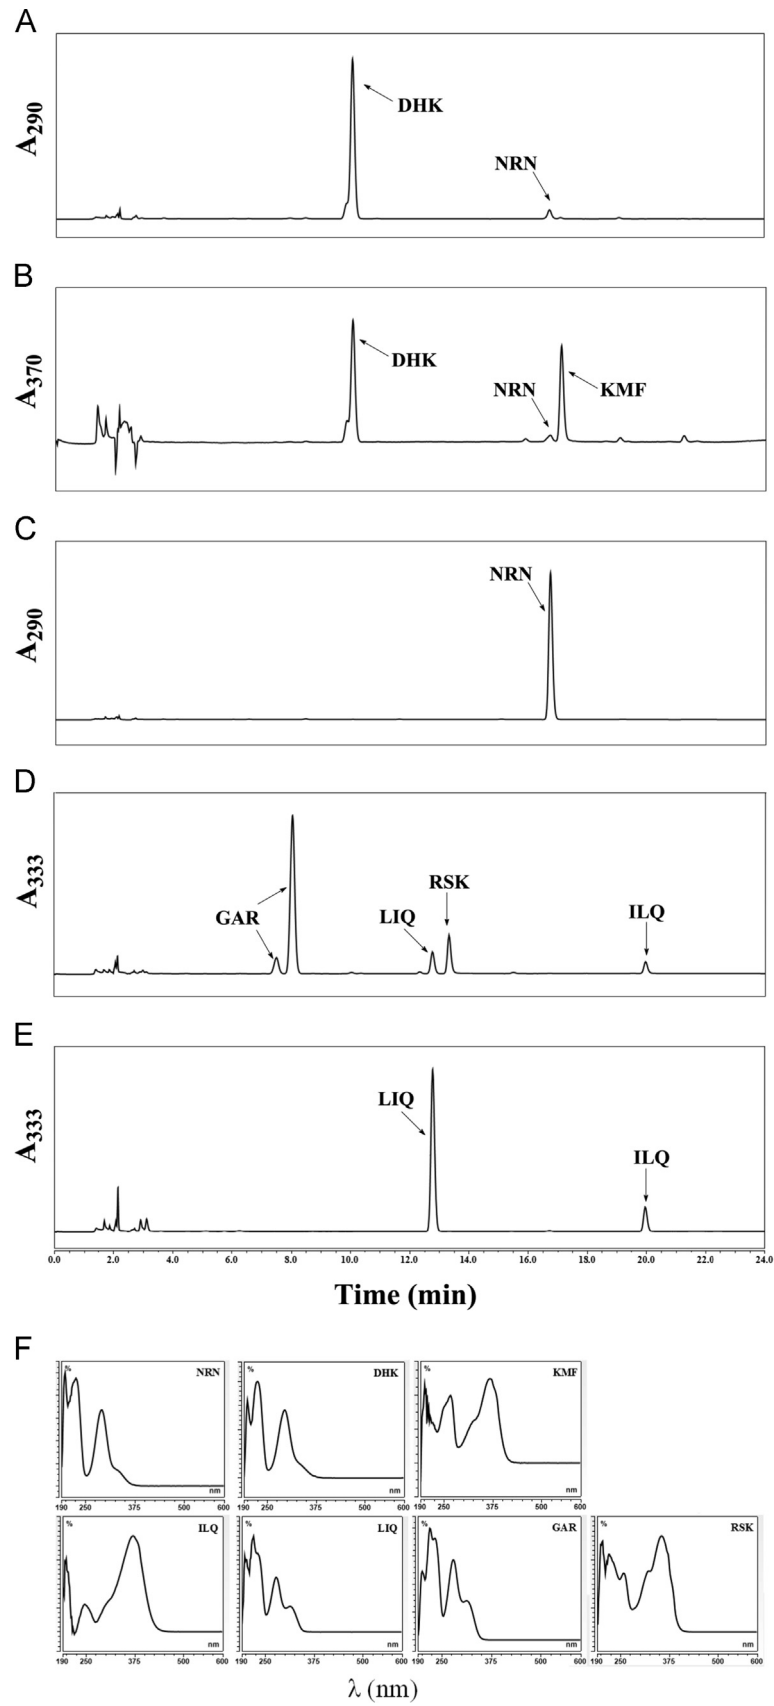 A
A290
DHK
NRN
B
A370
DHK
NRN
KMF
C
A290
NRN
D
A333
GAR
LIQ
RSK
ILQ
E
A333
LIQ
ILQ
0.0 2.0 4.0 6.0 8.0 10.0 12.0 14.0 16.0 18.0 20.0 22.0 24.0
Time (min)
F
% NRN % DHK % KMF
nm nm nm
190 250 375 500 600 190 250 375 500 600 190 250 375 500 600
% ILQ % LIQ % GAR % RSK
nm nm nm nm
190 250 375 500 600 190 250 375 500 600 190 250 375 500 600 190 250 375 500 600
λ (nm)